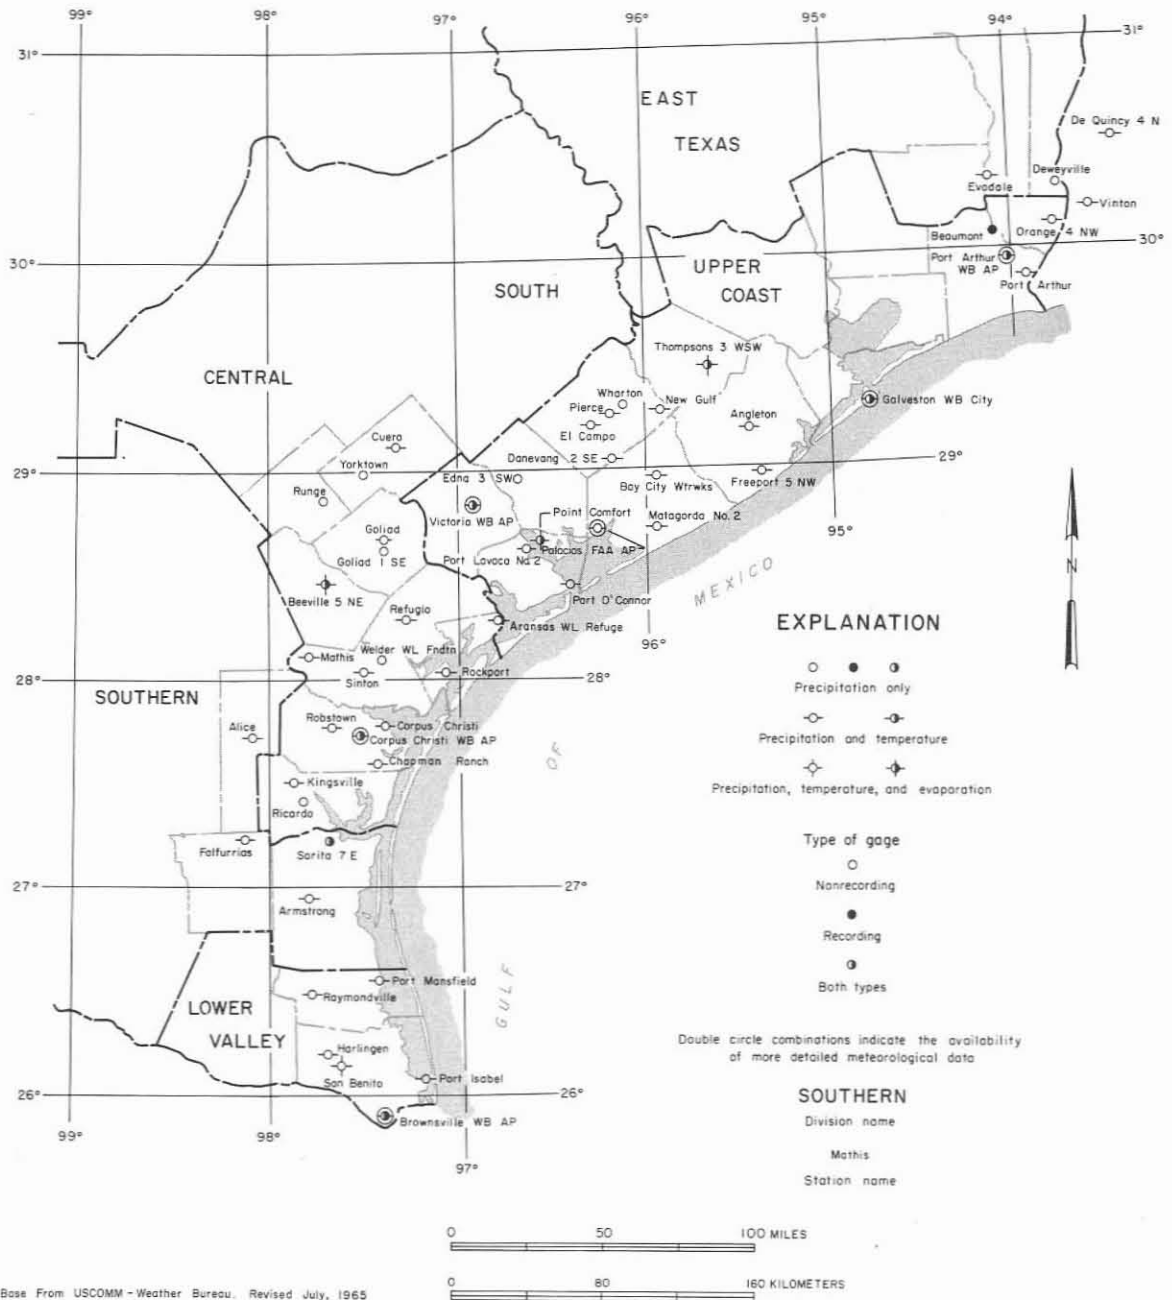 99° 98° 97° 96° 95° 94°
31° 31°
EAST
TEXAS
De Quincy 4 N
Deweyville
Evadale
Vinton
Beaumont
Orange 4 NW
30° 30°
Port Arthur
WB AP
Port Arthur
UPPER
COAST
SOUTH
CENTRAL
Thompsons 3 WSW
Wharton
New Gulf
Pierce
Galveston WB City
Angleton
El Campo
Cuero
Danevang 2 SE
29° 29°
Yorktown
Edna 3 SW
Bay City Wtrwks
Freeport 5 NW
Runge
Point Comfort
Matagorda No. 2
Victoria WB AP
Goliad
95°
Palacios FAA AP
Goliad 1 SE
Port Lavaca No. 2
Beeville 5 NE
Port O'Connor
MEXICO
Refugio
Aransas WL Refuge
96°
Welder WL Fndtn
Mathis
Rockport
Sinton
28°
SOUTHERN
Robstown
Corpus Christi
Alice
Corpus Christi WB AP
OF
Chapman Ranch
Kingsville
Ricardo
Falfurrias
Sarita 7 E
27° 27°
Armstrong
Port Mansfield
Raymondville
GULF
LOWER
VALLEY
Harlingen
San Benito
Port Isabel
26° 26°
Brownsville WB AP
99° 98°
97°
N
EXPLANATION
Precipitation only
Precipitation and temperature
Precipitation, temperature, and evaporation
Type of gage
Nonrecording
Recording
Both types
Double circle combinations indicate the availability
of more detailed meteorological data
SOUTHERN
Division name
Mathis
Station name
0 50 100 MILES
0 80 160 KILOMETERS
Base From USCOMM - Weather Bureau. Revised July, 1965